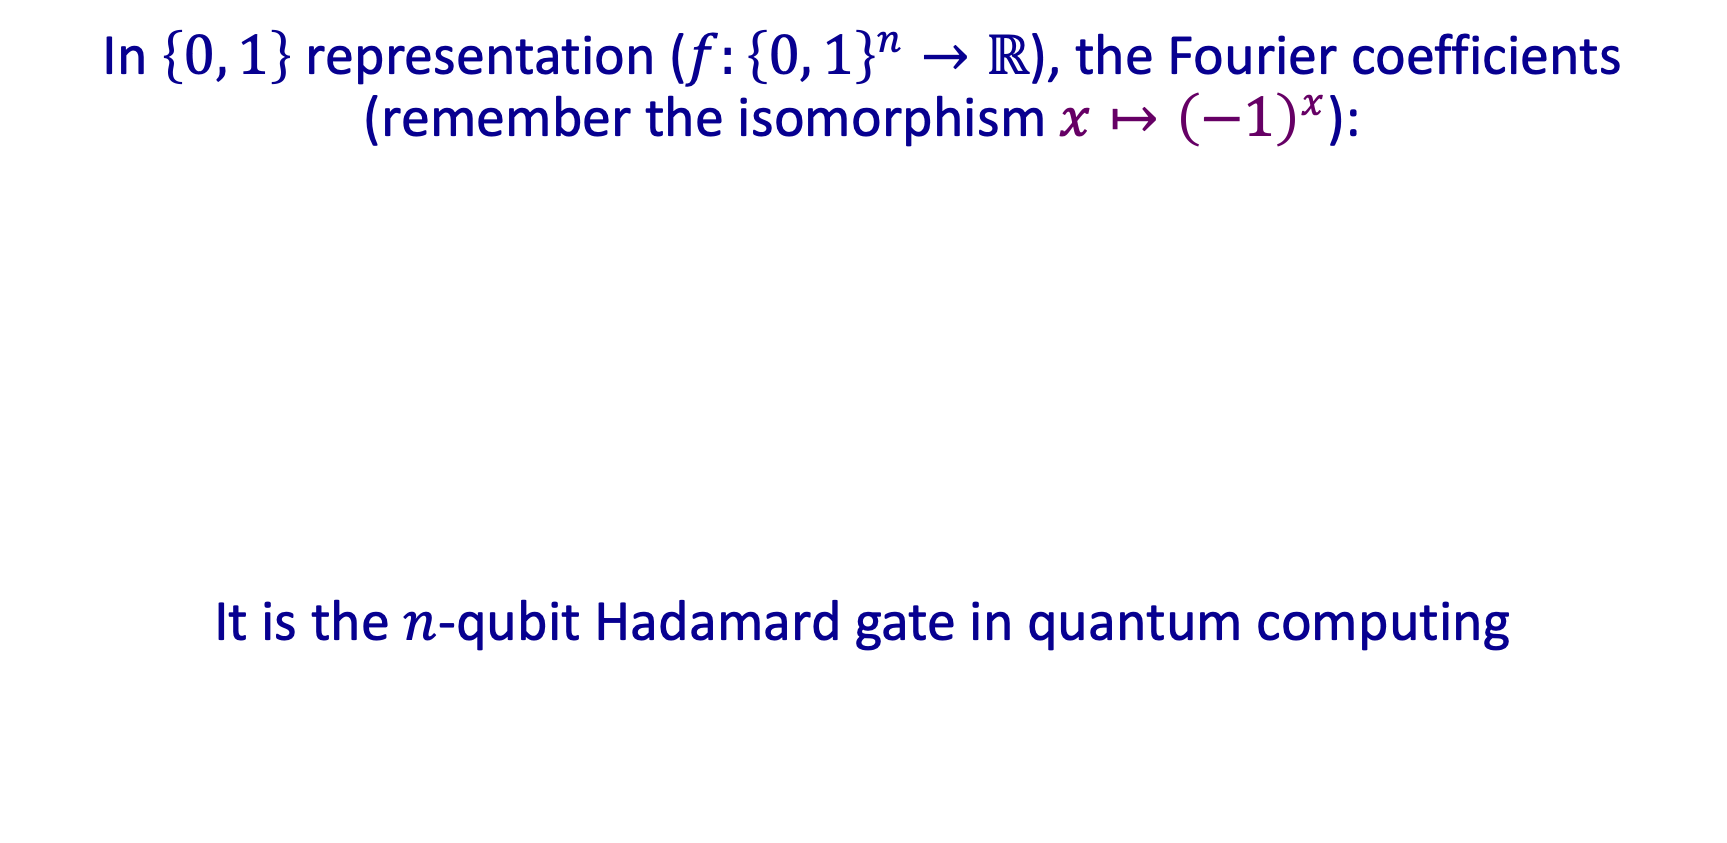 In {0, 1} representation (𝑓: {0, 1}ⁿ → ℝ), the Fourier coefficients
(remember the isomorphism 𝑥 ↦ (−1)ˣ):
It is the 𝑛-qubit Hadamard gate in quantum computing